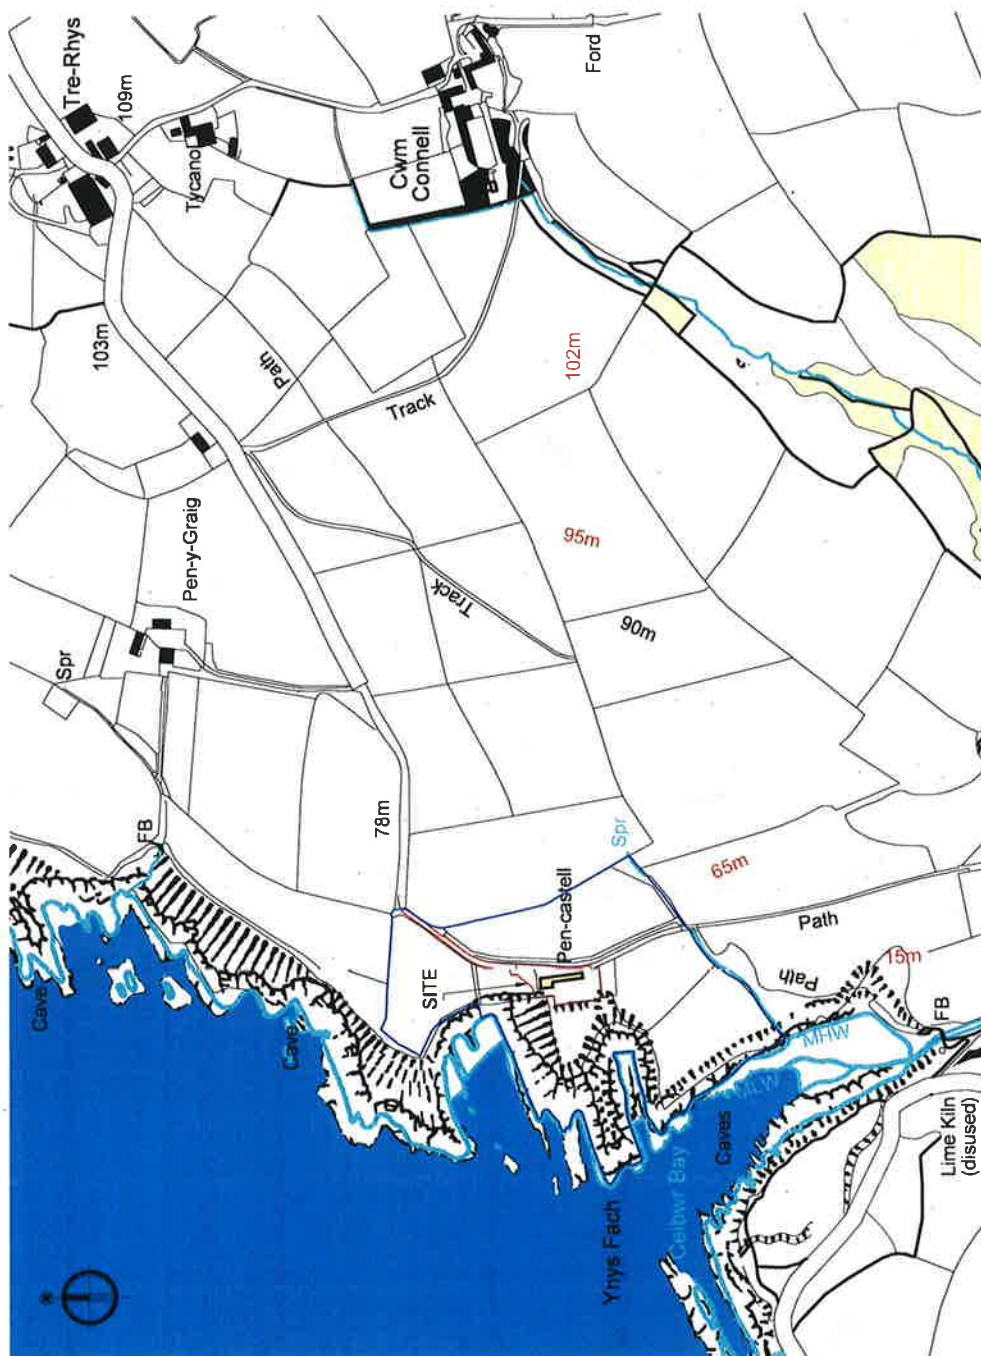 Tre-Rhys
109m
Tycano
Cwm
Connell
Ford
103m
Path
Track
102m
Pen-y-Graig
Spr
Track
95m
90m
FB
78m
Spr
65m
Pen-castell
SITE
Path
Path
15m
FB
MHW
MLW
Cave
Cave
Caves
Ceibwr Bay
Ynys Fach
Lime Kiln
(disused)